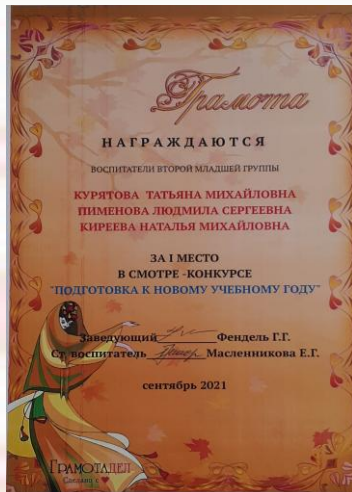 Грамота
НАГРАЖДАЮТСЯ
ВОСПИТАТЕЛИ ВТОРОЙ МЛАДШЕЙ ГРУППЫ
КУРЯТОВА ТАТЬЯНА МИХАЙЛОВНА
ПИМЕНОВА ЛЮДМИЛА СЕРГЕЕВНА
КИРЕЕВА НАТАЛЬЯ МИХАЙЛОВНА
ЗА I МЕСТО
В СМОТРЕ -КОНКУРСЕ
"ПОДГОТОВКА К НОВОМУ УЧЕБНОМУ ГОДУ"
Заведующий Фендель Г.Г.
Ст. воспитатель Масленникова Е.Г.
сентябрь 2021
ГРАМОТАДЕЛ
Сделано с